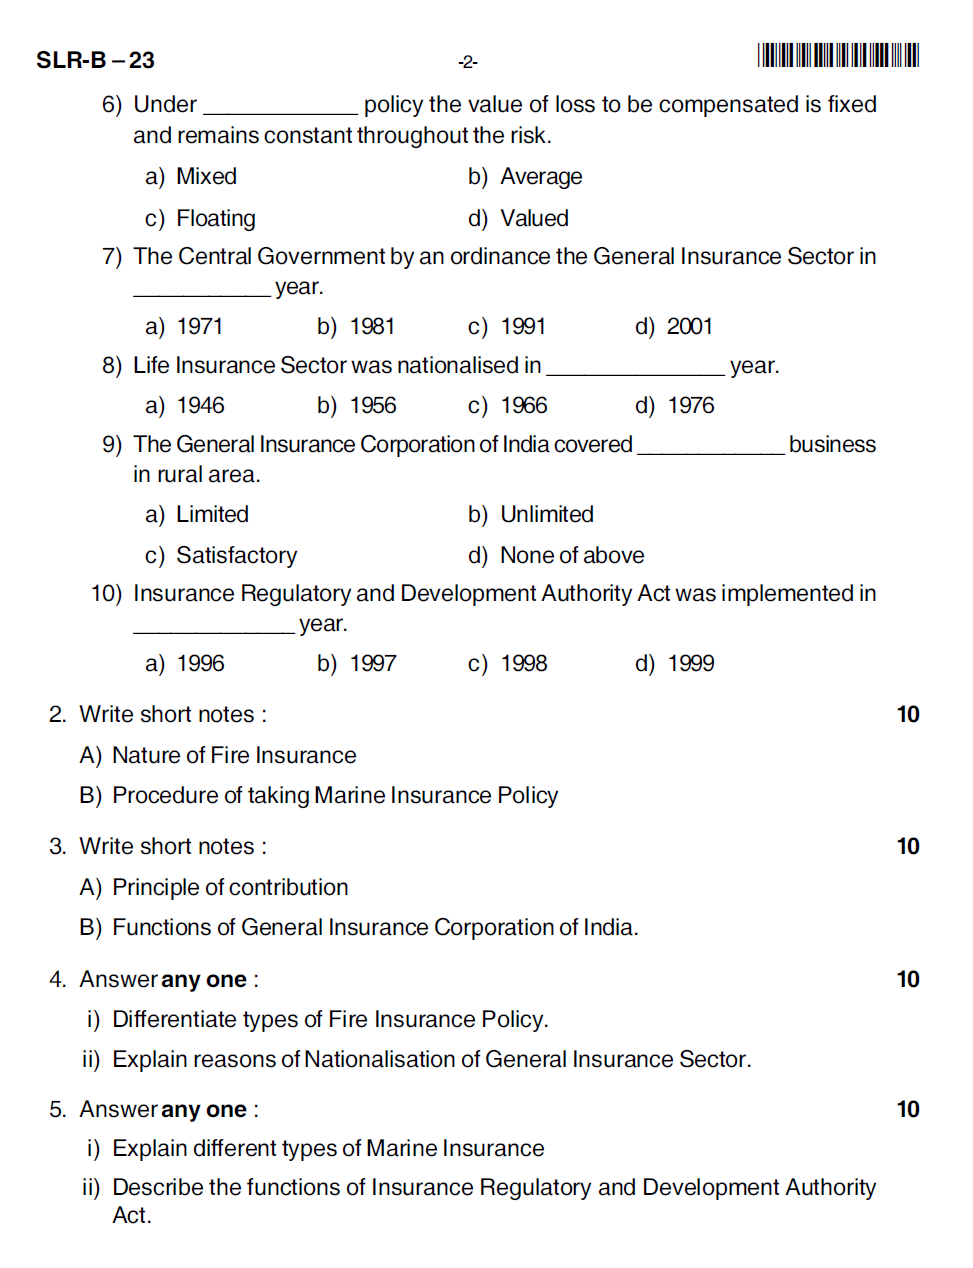 SLR-B – 23
-2-
6) Under _____________ policy the value of loss to be compensated is fixed
and remains constant throughout the risk.
a) Mixed b) Average
c) Floating d) Valued
7) The Central Government by an ordinance the General Insurance Sector in
___________ year.
a) 1971 b) 1981 c) 1991 d) 2001
8) Life Insurance Sector was nationalised in ______________ year.
a) 1946 b) 1956 c) 1966 d) 1976
9) The General Insurance Corporation of India covered ____________ business
in rural area.
a) Limited b) Unlimited
c) Satisfactory d) None of above
10) Insurance Regulatory and Development Authority Act was implemented in
_____________ year.
a) 1996 b) 1997 c) 1998 d) 1999
2. Write short notes : 10
A) Nature of Fire Insurance
B) Procedure of taking Marine Insurance Policy
3. Write short notes : 10
A) Principle of contribution
B) Functions of General Insurance Corporation of India.
4. Answer any one : 10
i) Differentiate types of Fire Insurance Policy.
ii) Explain reasons of Nationalisation of General Insurance Sector.
5. Answer any one : 10
i) Explain different types of Marine Insurance
ii) Describe the functions of Insurance Regulatory and Development Authority
Act.